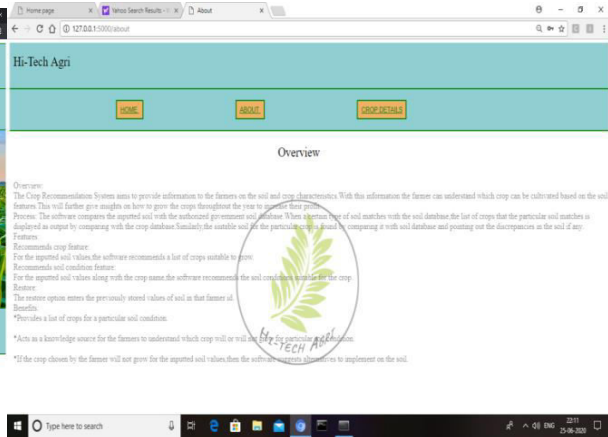 Home page
Yahoo Search Results -
About
127.0.0.1:5000/about
Hi-Tech Agri
HOME
ABOUT
CROP DETAILS
Overview
Overview:
The Crop Recommendation System aims to provide information to the farmers on the soil and crop characteristics.With this information the farmer can understand which crop can be cultivated based on the soil
features.This will further give insights on how to grow the crops throughout the year to increase their profit.
Process: The software compares the inputted soil with the authorized government soil database.When a certain type of soil matches with the soil database,the list of crops that the particular soil matches is
displayed as output by comparing with the crop database.Similarly,the suitable soil for the particular crop is found by comparing it with soil database and pointing out the discrepancies in the soil if any.
Features:
Recommends crop feature:
For the inputted soil values,the software recommends a list of crops suitable to grow.
Recommends soil condition feature:
For the inputted soil values along with the crop name,the software recommends the soil conditions suitable for the crop.
Restore:
The restore option enters the previously stored values of soil in that farmer id.
Benefits:
*Provides a list of crops for a particular soil condition.
*Acts as a knowledge source for the farmers to understand which crop will or will not grow for particular soil condition.
*If the crop chosen by the farmer will not grow for the inputted soil values,then the software suggests alternatives to implement on the soil.
HI-TECH AGRI
Type here to search
ENG
22:11
25-06-2020